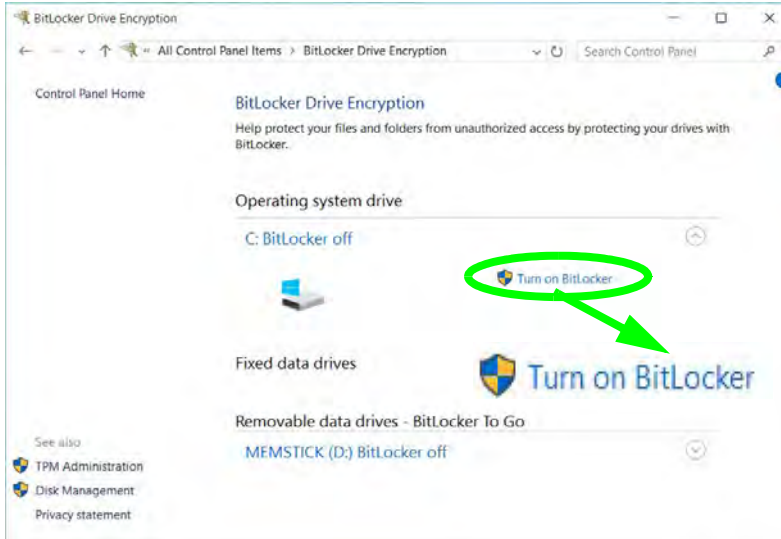 BitLocker Drive Encryption
« All Control Panel Items > BitLocker Drive Encryption
Search Control Panel
Control Panel Home
BitLocker Drive Encryption
Help protect your files and folders from unauthorized access by protecting your drives with
BitLocker.
Operating system drive
C: BitLocker off
Turn on BitLocker
Fixed data drives
Turn on BitLocker
Removable data drives - BitLocker To Go
MEMSTICK (D:) BitLocker off
See also
TPM Administration
Disk Management
Privacy statement